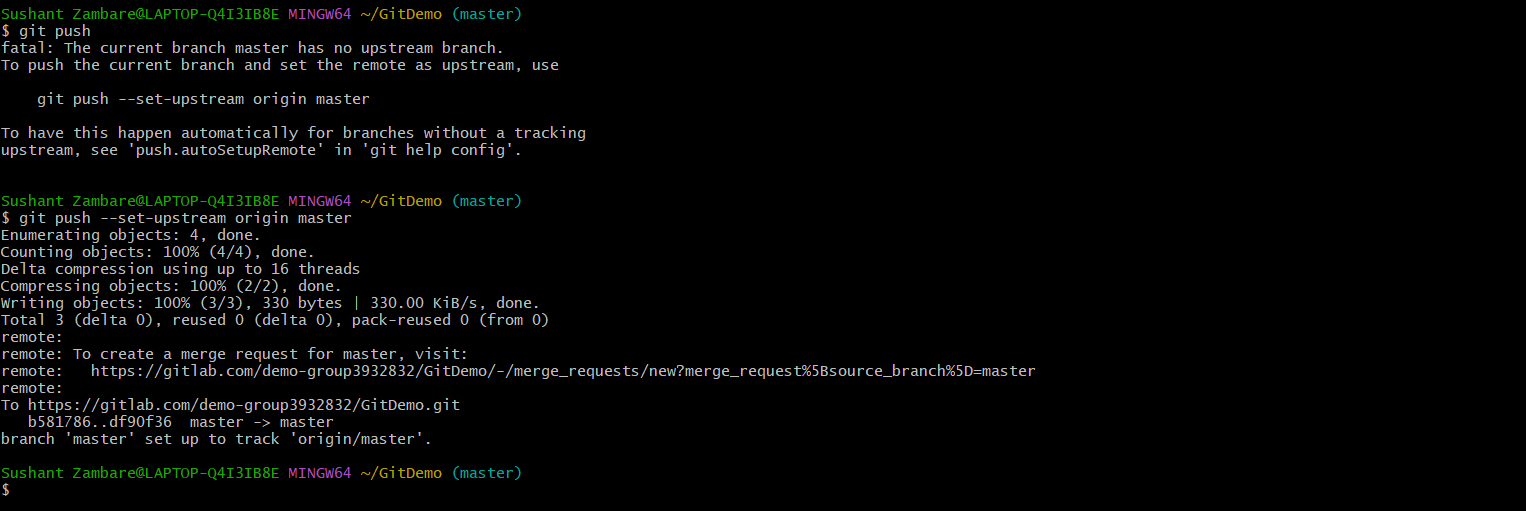 Sushant Zambare@LAPTOP-Q4I3IB8E MINGW64 ~/GitDemo (master)
$ git push
fatal: The current branch master has no upstream branch.
To push the current branch and set the remote as upstream, use
    git push --set-upstream origin master
To have this happen automatically for branches without a tracking
upstream, see 'push.autoSetupRemote' in 'git help config'.
Sushant Zambare@LAPTOP-Q4I3IB8E MINGW64 ~/GitDemo (master)
$ git push --set-upstream origin master
Enumerating objects: 4, done.
Counting objects: 100% (4/4), done.
Delta compression using up to 16 threads
Compressing objects: 100% (2/2), done.
Writing objects: 100% (3/3), 330 bytes | 330.00 KiB/s, done.
Total 3 (delta 0), reused 0 (delta 0), pack-reused 0 (from 0)
remote:
remote: To create a merge request for master, visit:
remote:   https://gitlab.com/demo-group3932832/GitDemo/-/merge_requests/new?merge_request%5Bsource_branch%5D=master
remote:
To https://gitlab.com/demo-group3932832/GitDemo.git
   b581786..df90f36  master -> master
branch 'master' set up to track 'origin/master'.
Sushant Zambare@LAPTOP-Q4I3IB8E MINGW64 ~/GitDemo (master)
$